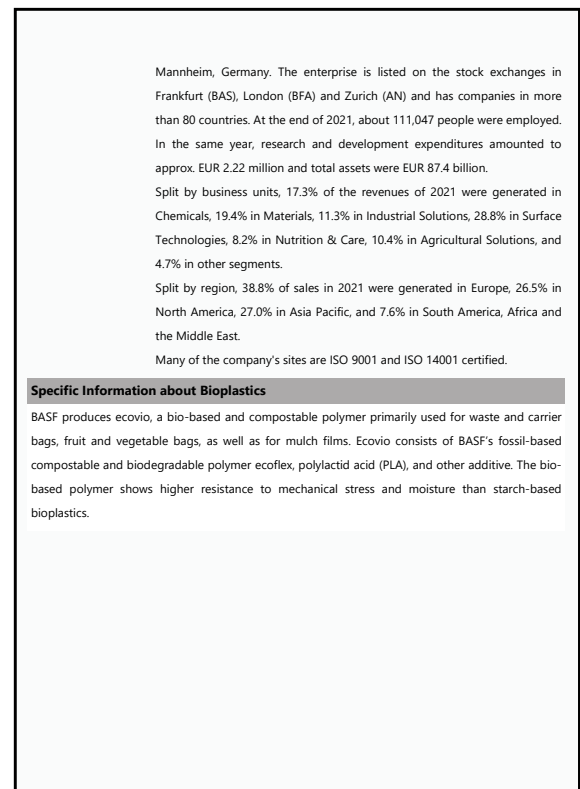 Mannheim, Germany. The enterprise is listed on the stock exchanges in
Frankfurt (BAS), London (BFA) and Zurich (AN) and has companies in more
than 80 countries. At the end of 2021, about 111,047 people were employed.
In the same year, research and development expenditures amounted to
approx. EUR 2.22 million and total assets were EUR 87.4 billion.
Split by business units, 17.3% of the revenues of 2021 were generated in
Chemicals, 19.4% in Materials, 11.3% in Industrial Solutions, 28.8% in Surface
Technologies, 8.2% in Nutrition & Care, 10.4% in Agricultural Solutions, and
4.7% in other segments.
Split by region, 38.8% of sales in 2021 were generated in Europe, 26.5% in
North America, 27.0% in Asia Pacific, and 7.6% in South America, Africa and
the Middle East.
Many of the company's sites are ISO 9001 and ISO 14001 certified.
Specific Information about Bioplastics
BASF produces ecovio, a bio-based and compostable polymer primarily used for waste and carrier
bags, fruit and vegetable bags, as well as for mulch films. Ecovio consists of BASF's fossil-based
compostable and biodegradable polymer ecoflex, polylactid acid (PLA), and other additive. The bio-
based polymer shows higher resistance to mechanical stress and moisture than starch-based
bioplastics.